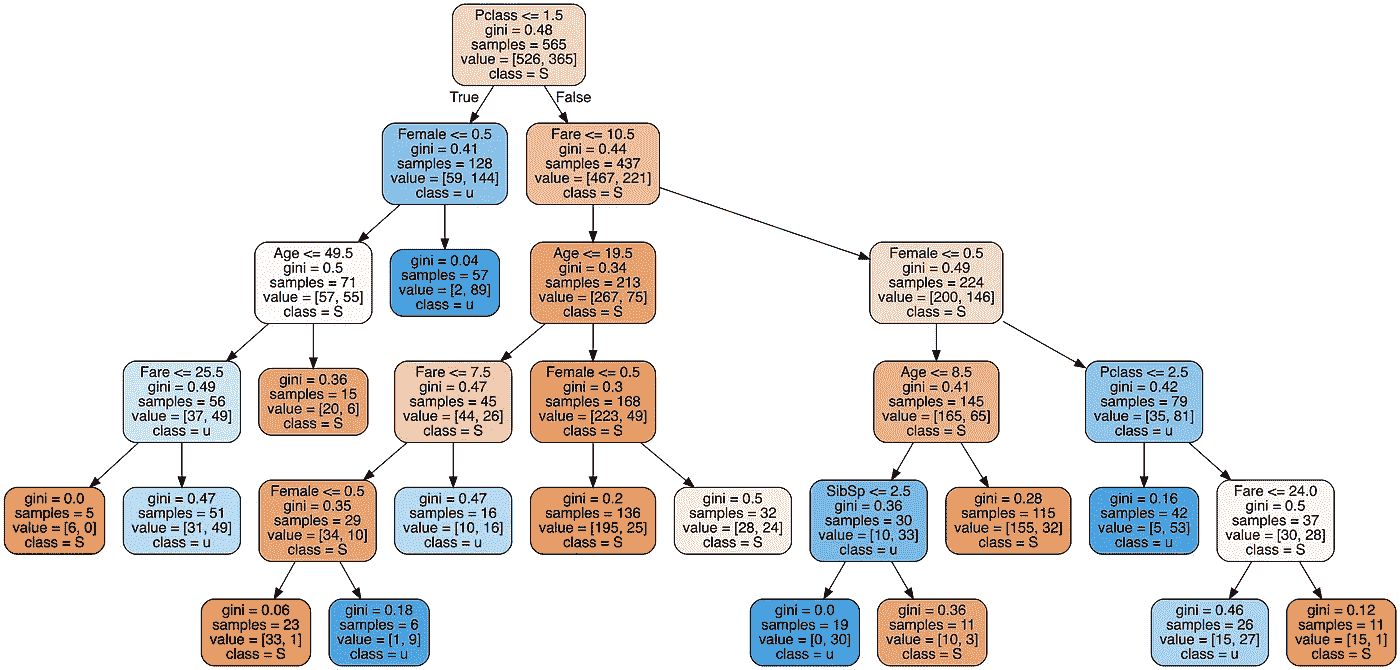 Pclass <= 1.5
gini = 0.48
samples = 565
value = [526, 365]
class = S
True
False
Female <= 0.5
gini = 0.41
samples = 128
value = [59, 144]
class = u
Fare <= 10.5
gini = 0.44
samples = 437
value = [467, 221]
class = S
Age <= 49.5
gini = 0.5
samples = 71
value = [57, 55]
class = S
gini = 0.04
samples = 57
value = [2, 89]
class = u
Age <= 19.5
gini = 0.34
samples = 213
value = [267, 75]
class = S
Female <= 0.5
gini = 0.49
samples = 224
value = [200, 146]
class = S
Fare <= 25.5
gini = 0.49
samples = 56
value = [37, 49]
class = u
gini = 0.36
samples = 15
value = [20, 6]
class = S
Fare <= 7.5
gini = 0.47
samples = 45
value = [44, 26]
class = S
Female <= 0.5
gini = 0.3
samples = 168
value = [223, 49]
class = S
Age <= 8.5
gini = 0.41
samples = 145
value = [165, 65]
class = S
Pclass <= 2.5
gini = 0.42
samples = 79
value = [35, 81]
class = u
gini = 0.0
samples = 5
value = [6, 0]
class = S
gini = 0.47
samples = 51
value = [31, 49]
class = u
Female <= 0.5
gini = 0.35
samples = 29
value = [34, 10]
class = S
gini = 0.47
samples = 16
value = [10, 16]
class = u
gini = 0.2
samples = 136
value = [195, 25]
class = S
gini = 0.5
samples = 32
value = [28, 24]
class = S
SibSp <= 2.5
gini = 0.36
samples = 30
value = [10, 33]
class = u
gini = 0.28
samples = 115
value = [155, 32]
class = S
gini = 0.16
samples = 42
value = [5, 53]
class = u
Fare <= 24.0
gini = 0.5
samples = 37
value = [30, 28]
class = S
gini = 0.06
samples = 23
value = [33, 1]
class = S
gini = 0.18
samples = 6
value = [1, 9]
class = u
gini = 0.0
samples = 19
value = [0, 30]
class = u
gini = 0.36
samples = 11
value = [10, 3]
class = S
gini = 0.46
samples = 26
value = [15, 27]
class = u
gini = 0.12
samples = 11
value = [15, 1]
class = S